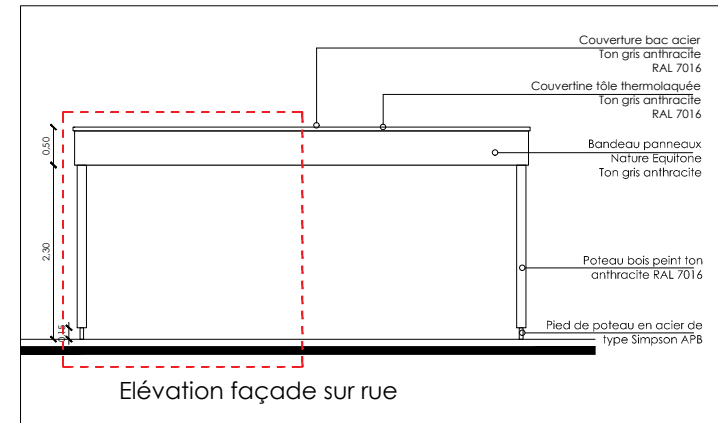 Couverture bac acier
Ton gris anthracite
RAL 7016
Couvertine tôle thermolaquée
Ton gris anthracite
RAL 7016
0.50
Bandeau panneaux
Nature Equitone
Ton gris anthracite
2.30
Poteau bois peint ton
anthracite RAL 7016
0.15
Pied de poteau en acier de
type Simpson APB
Elévation façade sur rue